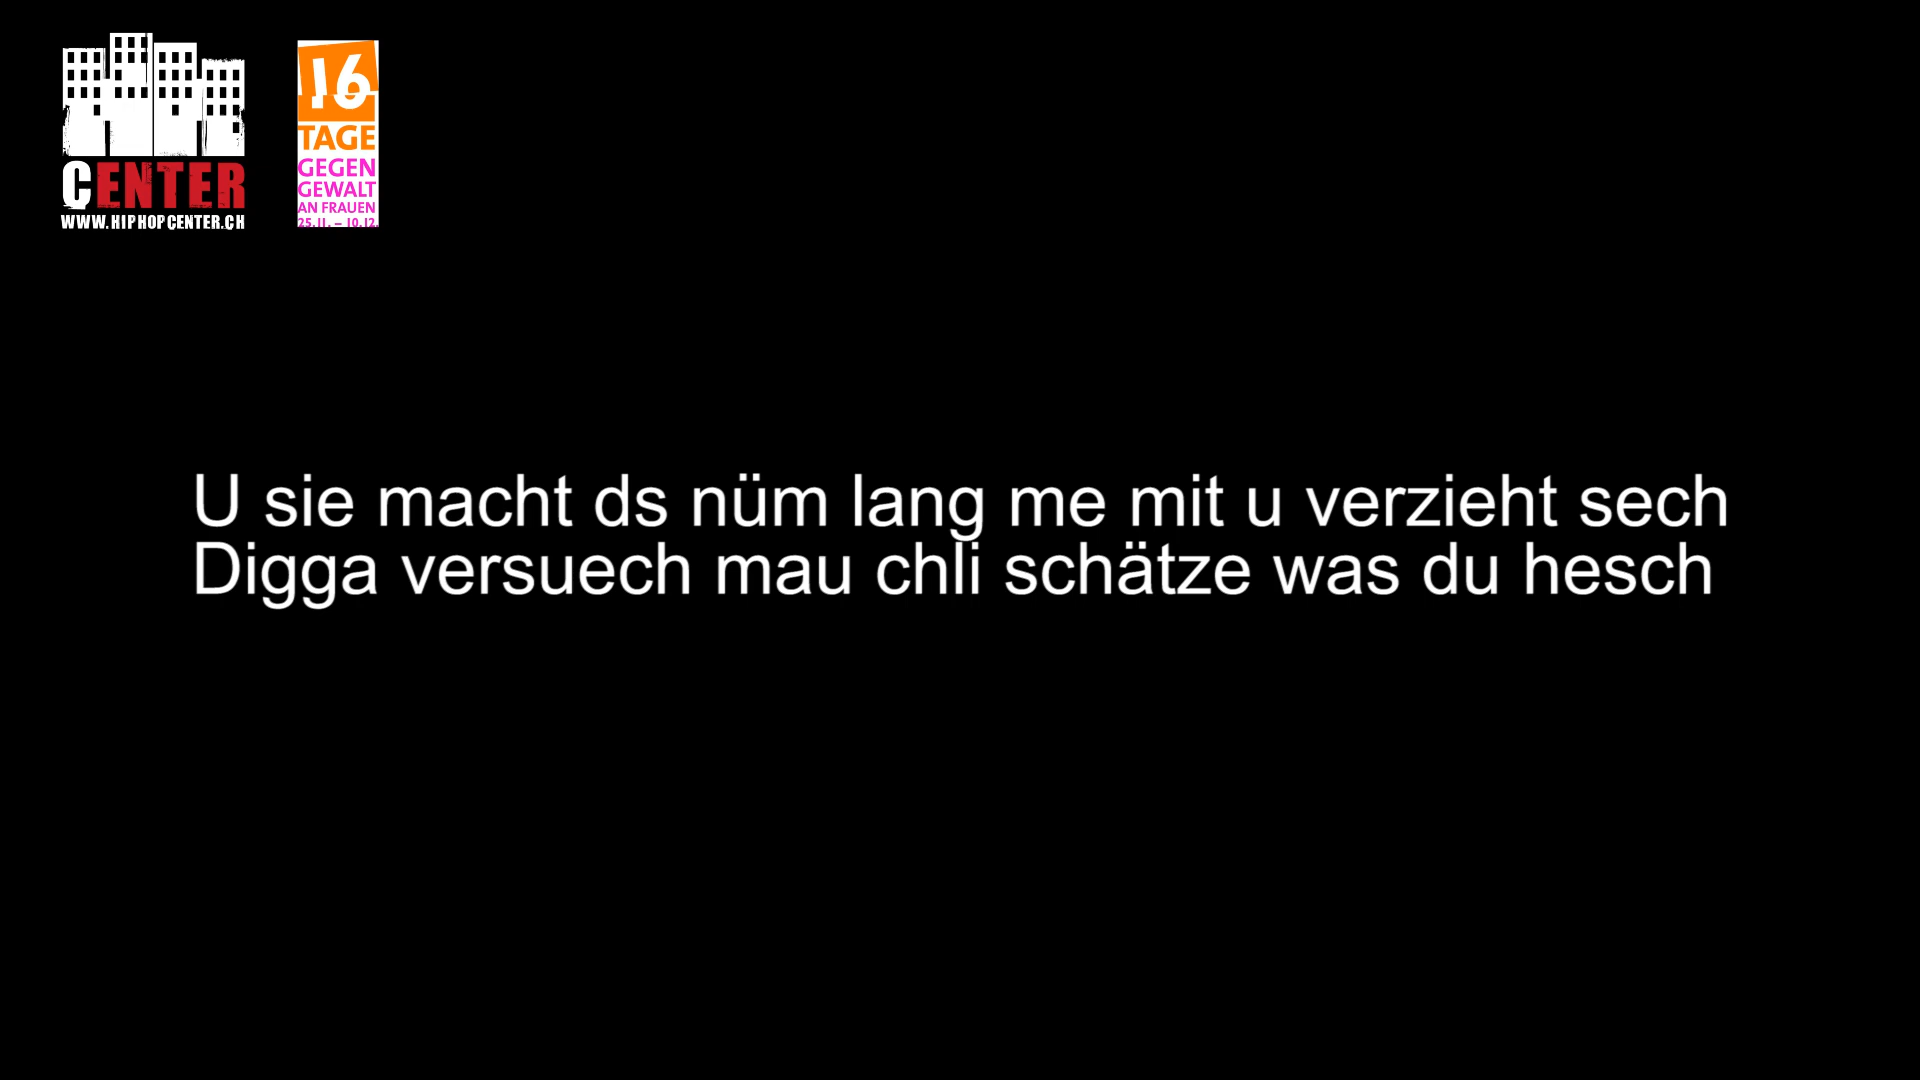 CENTER
WWW.HIPHOPCENTER.CH
16
TAGE
GEGEN
GEWALT
AN FRAUEN
25.11. – 10.12.
U sie macht ds nüm lang me mit u verzieht sech
Digga versuech mau chli schätze was du hesch